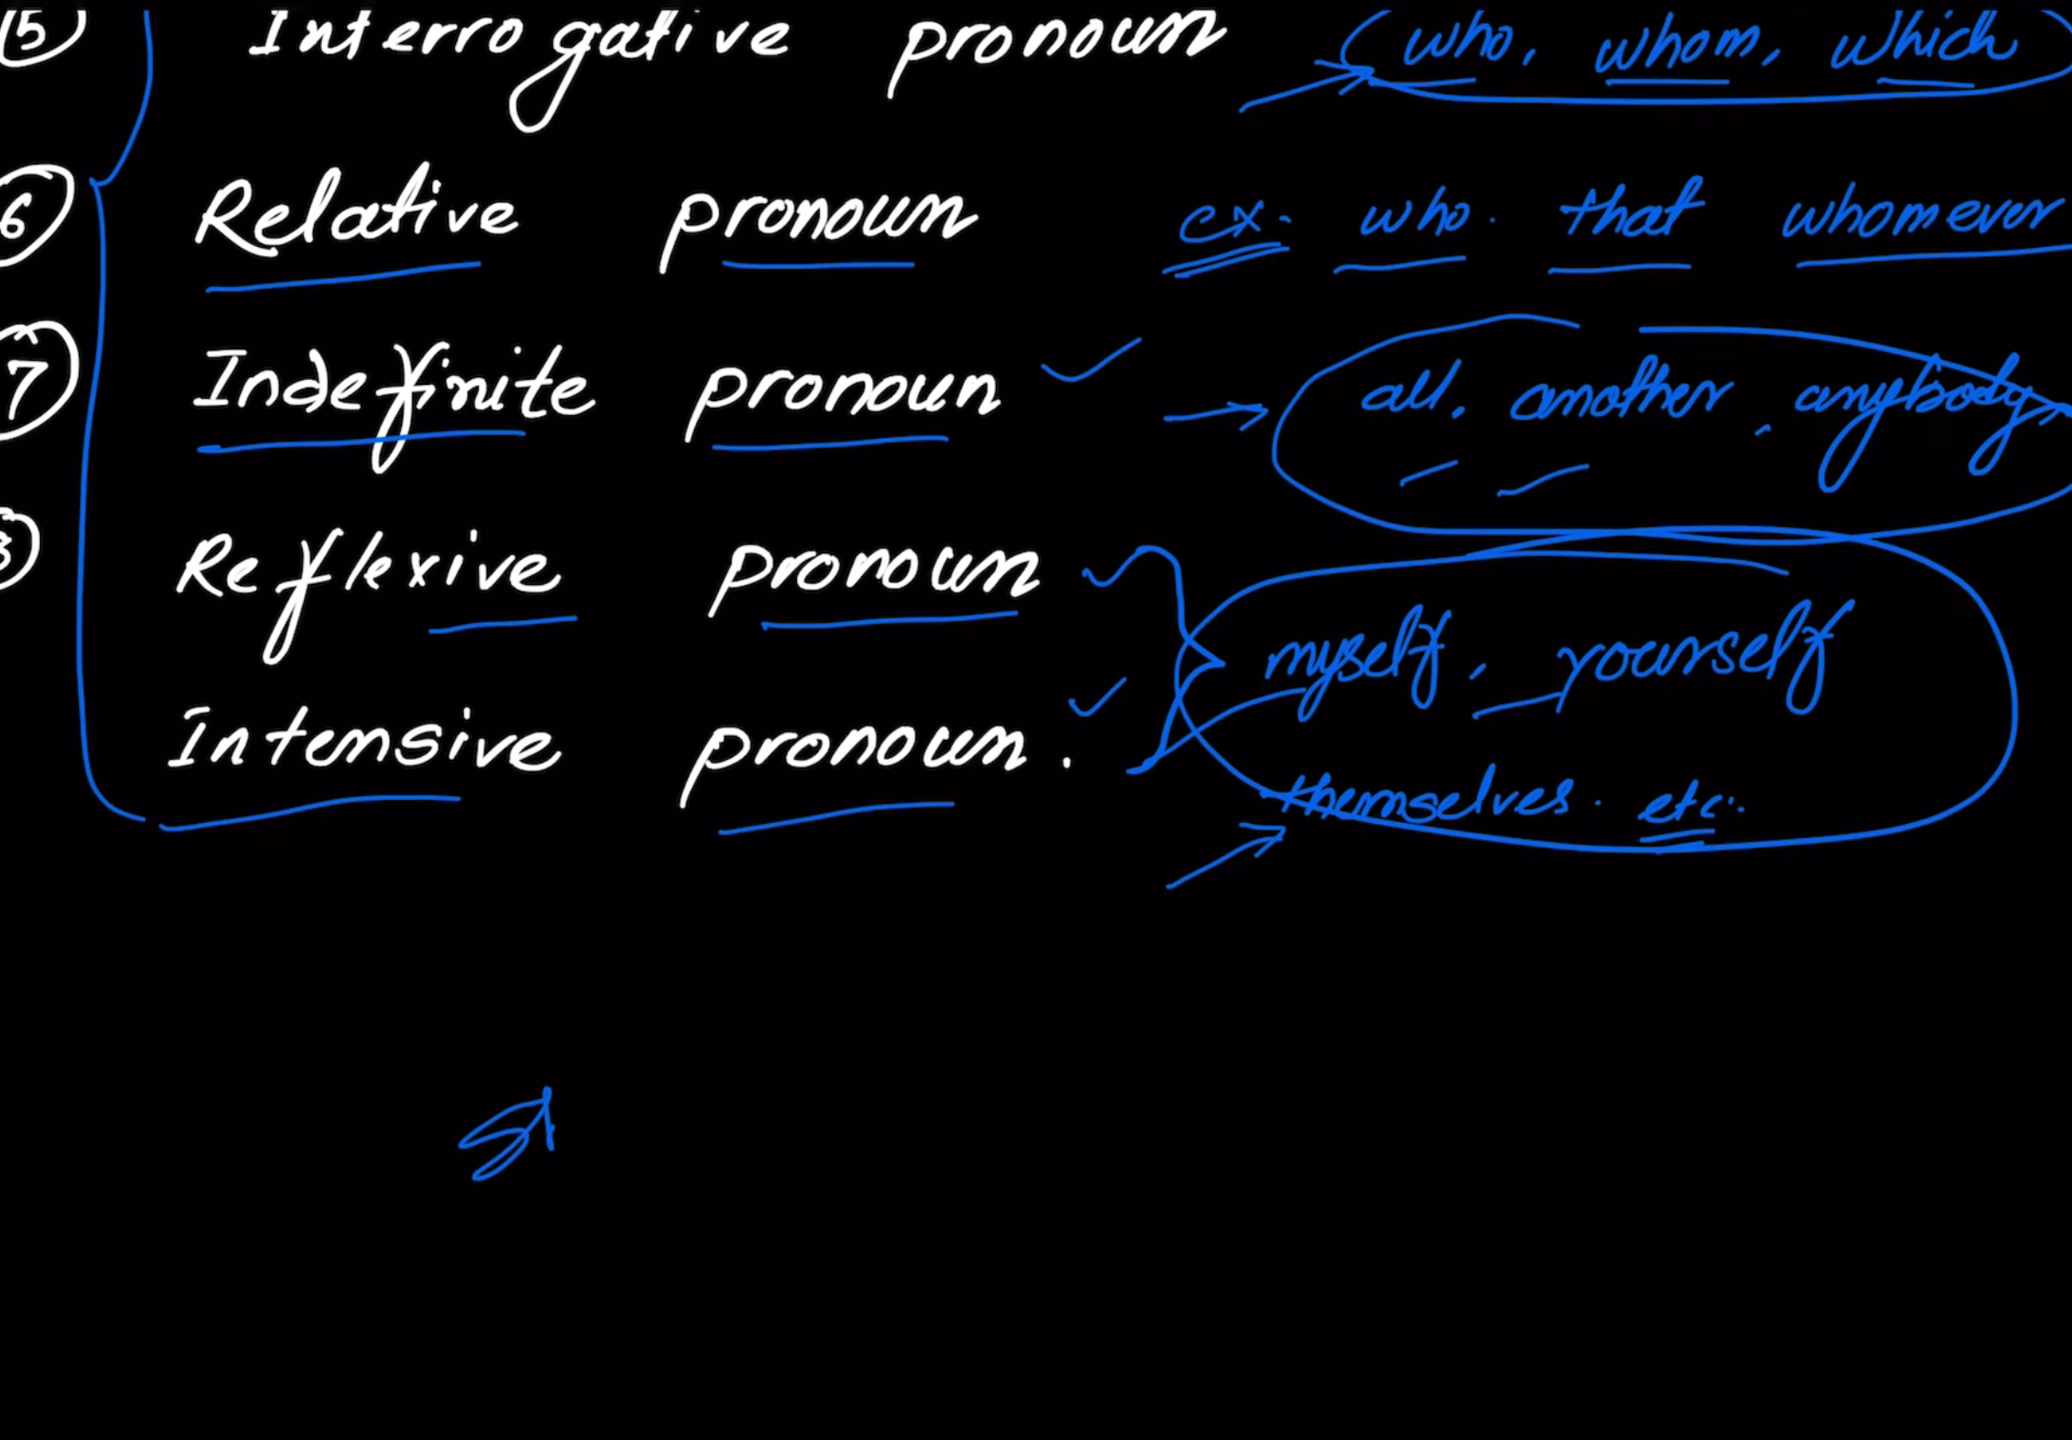 5 Interrogative pronoun (who, whom, which
6 Relative pronoun ex. who. that whomever
7 Indefinite pronoun all, another, anybody,
Reflexive pronoun myself, yourself
Intensive pronoun.
themselves. etc.